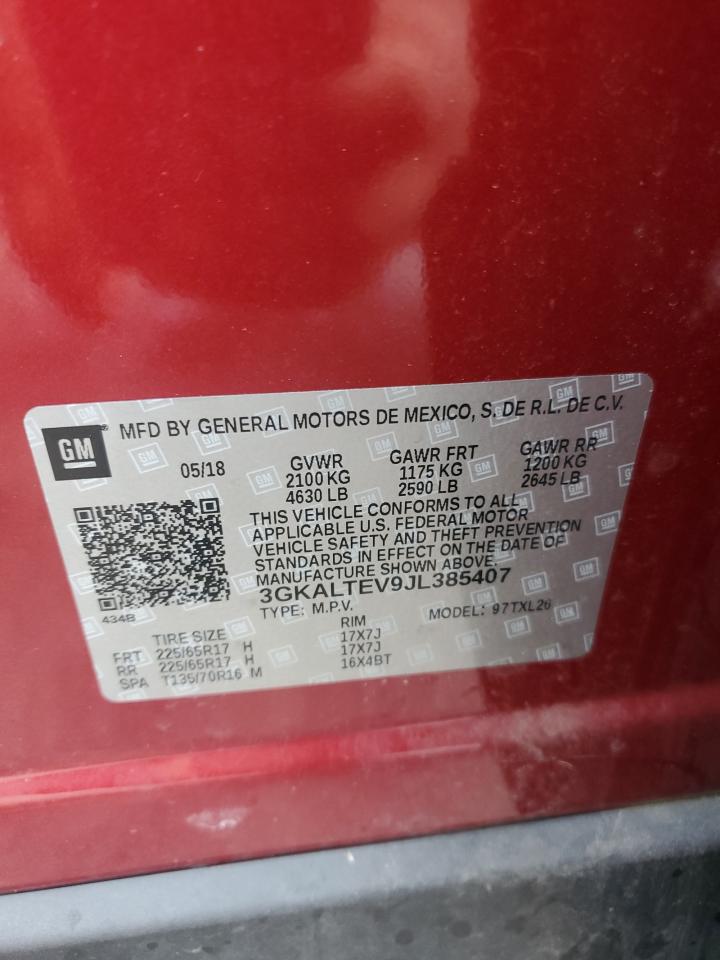 GM ® MFD BY GENERAL MOTORS DE MEXICO, S. DE R.L. DE C.V.
05/18 GVWR GAWR FRT GAWR RR
2100 KG 1175 KG 1200 KG
4630 LB 2590 LB 2645 LB
THIS VEHICLE CONFORMS TO ALL
APPLICABLE U.S. FEDERAL MOTOR
VEHICLE SAFETY AND THEFT PREVENTION
STANDARDS IN EFFECT ON THE DATE OF
MANUFACTURE SHOWN ABOVE.
3GKALTEV9JL385407
434B TYPE: M.P.V. MODEL: 97TXL26
TIRE SIZE RIM
FRT 225/65R17 H 17X7J
RR 225/65R17 H 17X7J
SPA T135/70R16 M 16X4BT